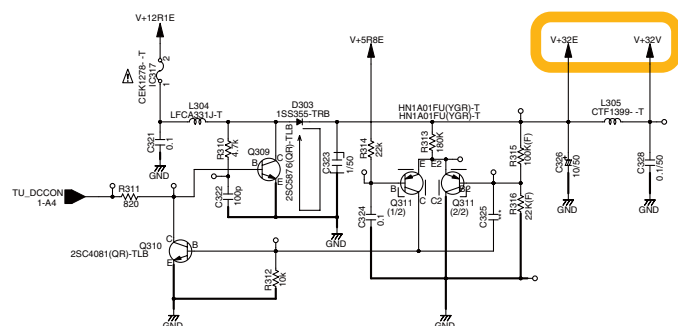 V+12R1E
V+5R8E
V+32E
V+32V
CEK1278- -T
IC317
2
1
L304
LFCA331J-T
D303
1SS355-TRB
HN1A01FU(YGR)-T
HN1A01FU(YGR)-T
L305
CTF1399- -T
C321
0.1
GND
R310
4.7k
Q309
B
C
E
2SC5876(QR)-TLB
C323
1/50
R314
22k
R313
180K
R315
100K(F)
C326
10/50
GND
C328
0.1/50
GND
TU_DCCON
1-A4
R311
820
C322
100p
GND
E
E2
B
B2
C
C2
Q311
(1/2)
Q311
(2/2)
C324
0.1
C325
R316
22K(F)
Q310
C
B
E
2SC4081(QR)-TLB
R312
10k
GND
GND